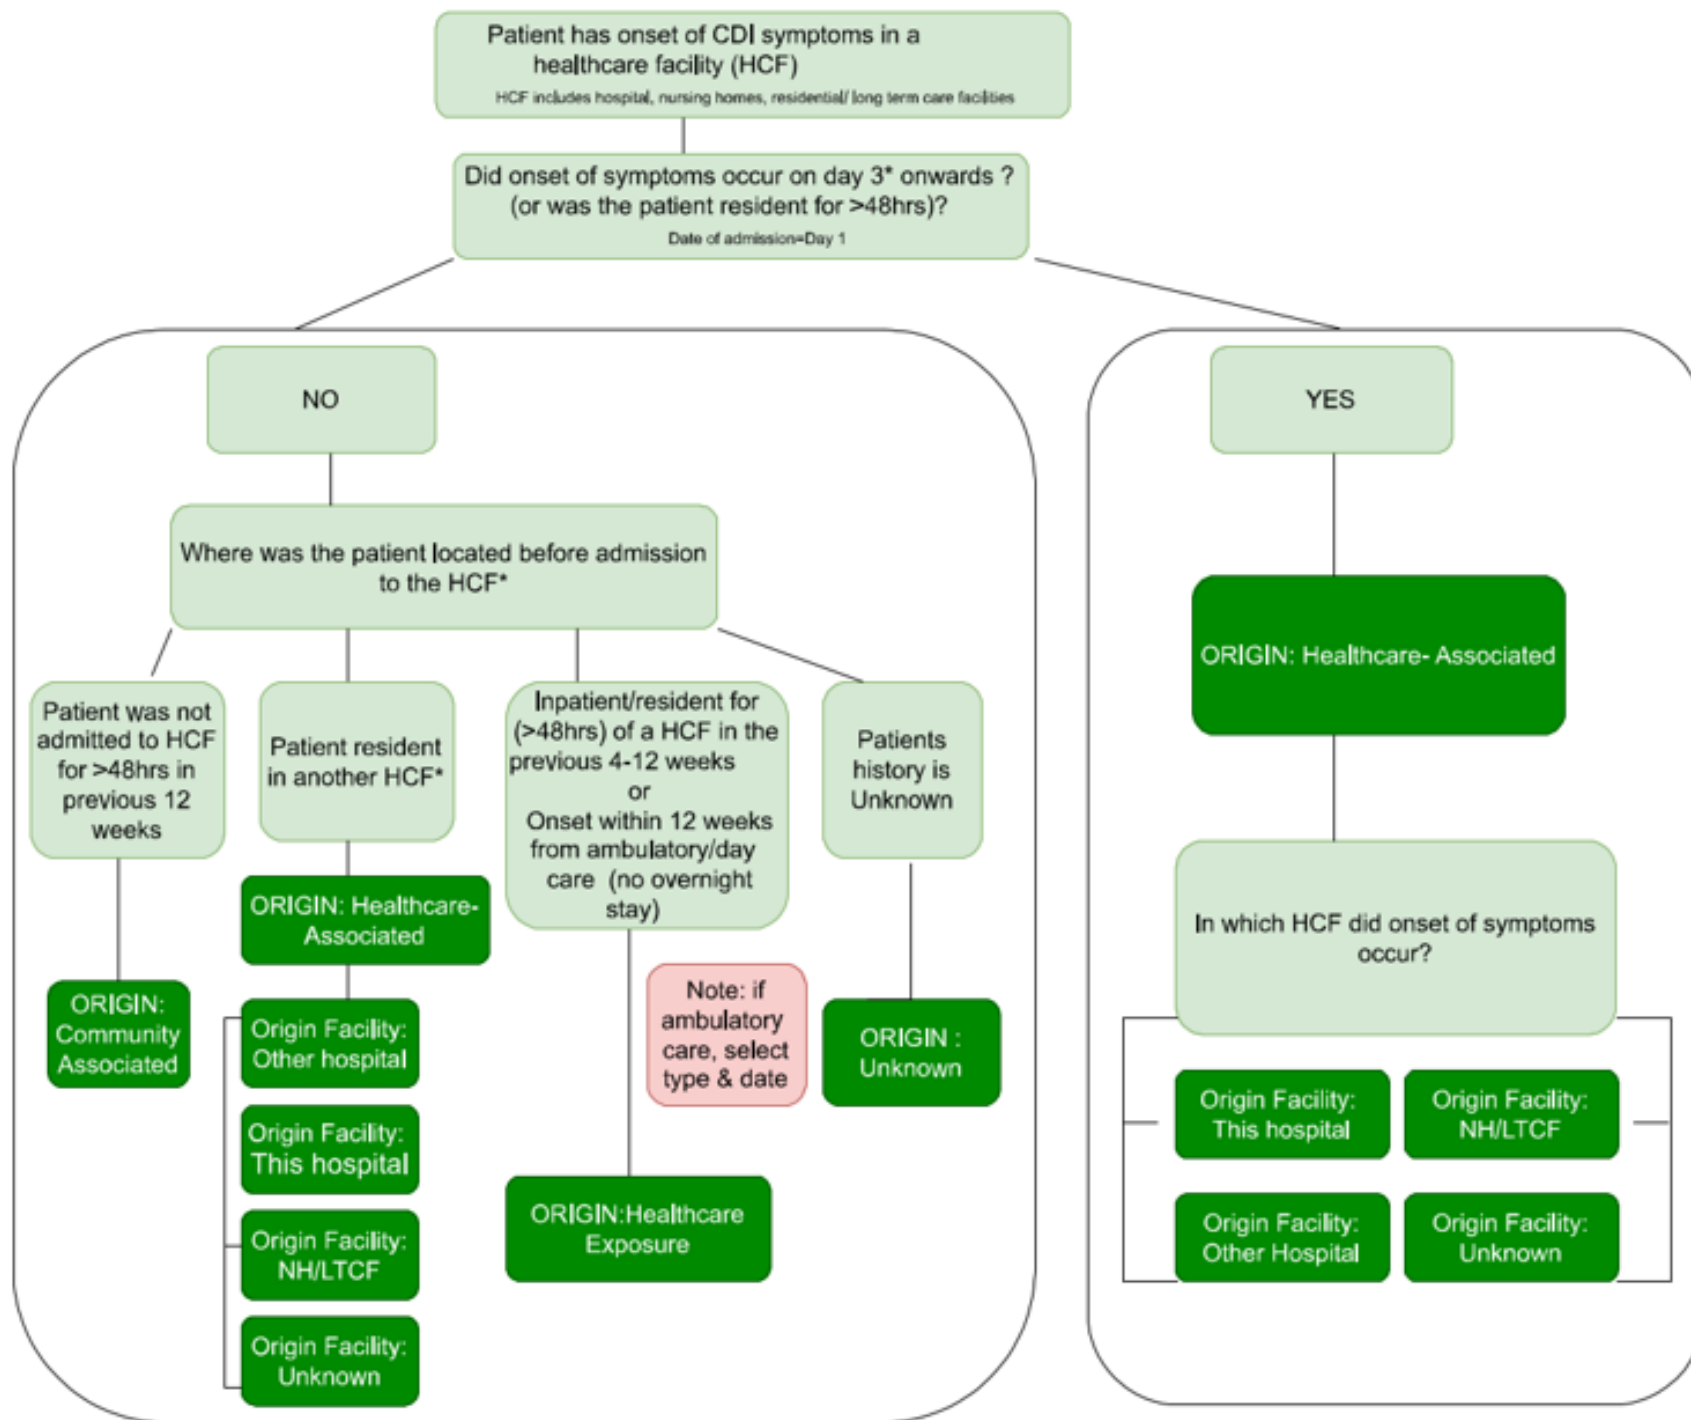 Patient has onset of CDI symptoms in a
healthcare facility (HCF)
HCF includes hospital, nursing homes, residential/ long term care facilities
Did onset of symptoms occur on day 3* onwards ?
(or was the patient resident for >48hrs)?
Date of admission=Day 1
NO
Where was the patient located before admission
to the HCF*
Patient was not
admitted to HCF
for >48hrs in
previous 12
weeks
ORIGIN:
Community
Associated
Patient resident
in another HCF*
ORIGIN: Healthcare-
Associated
Origin Facility:
Other hospital
Origin Facility:
This hospital
Origin Facility:
NH/LTCF
Origin Facility:
Unknown
Inpatient/resident for
(>48hrs) of a HCF in the
previous 4-12 weeks
or
Onset within 12 weeks
from ambulatory/day
care (no overnight
stay)
Note: if
ambulatory
care, select
type & date
ORIGIN:Healthcare
Exposure
Patients
history is
Unknown
ORIGIN :
Unknown
YES
ORIGIN: Healthcare- Associated
In which HCF did onset of symptoms
occur?
Origin Facility:
This hospital
Origin Facility:
NH/LTCF
Origin Facility:
Other Hospital
Origin Facility:
Unknown